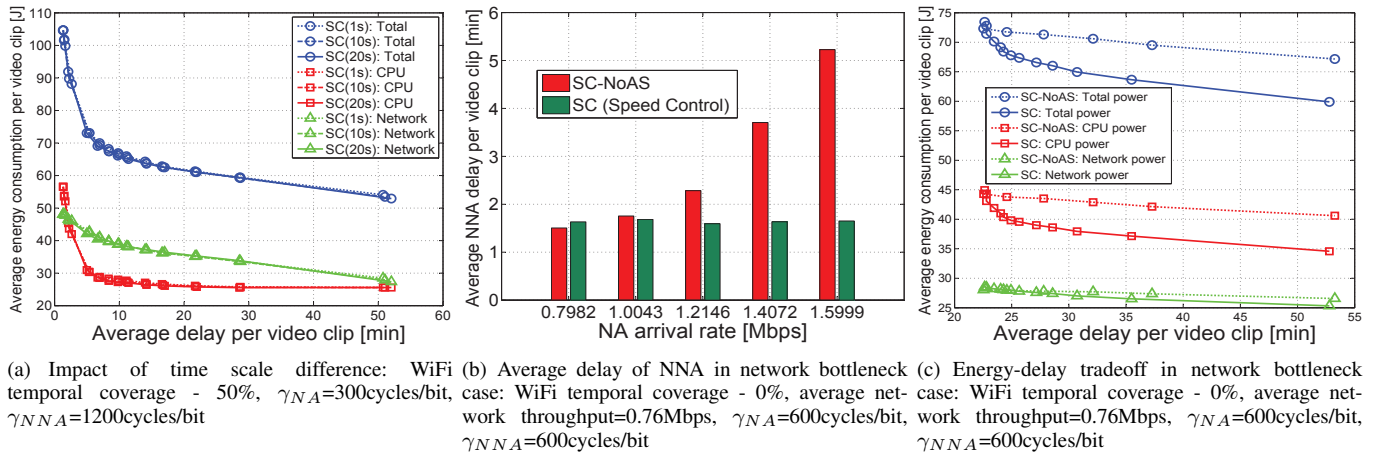 Average energy consumption per video clip [J]
110
100
90
80
70
60
50
40
30
20
0
10
20
30
40
50
60
Average delay per video clip [min]
SC(1s): Total
SC(10s): Total
SC(20s): Total
SC(1s): CPU
SC(10s): CPU
SC(20s): CPU
SC(1s): Network
SC(10s): Network
SC(20s): Network
(a) Impact of time scale difference: WiFi
temporal coverage - 50%, γNA=300cycles/bit,
γNNA=1200cycles/bit
Average NNA delay per video clip [min]
6
5
4
3
2
1
0
SC-NoAS
SC (Speed Control)
0.7982
1.0043
1.2146
1.4072
1.5999
NA arrival rate [Mbps]
(b) Average delay of NNA in network bottleneck
case: WiFi temporal coverage - 0%, average net-
work throughput=0.76Mbps, γNA=600cycles/bit,
γNNA=600cycles/bit
Average energy consumption per video clip [J]
75
70
65
60
55
50
45
40
35
30
25
20
25
30
35
40
45
50
55
Average delay per video clip [min]
SC-NoAS: Total power
SC: Total power
SC-NoAS: CPU power
SC: CPU power
SC-NoAS: Network power
SC: Network power
(c) Energy-delay tradeoff in network bottleneck
case: WiFi temporal coverage - 0%, average net-
work throughput=0.76Mbps, γNA=600cycles/bit,
γNNA=600cycles/bit